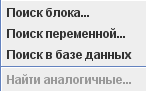 Поиск блока...
Поиск переменной...
Поиск в базе данных
Найти аналогичные...